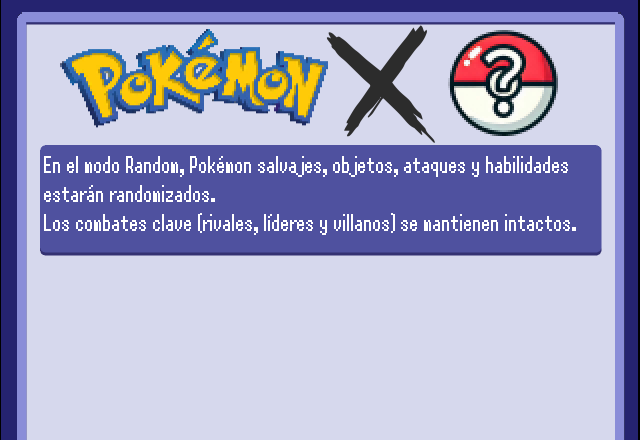 POKéMON X ?
En el modo Random, Pokémon salvajes, objetos, ataques y habilidades
estarán randomizados.
Los combates clave (rivales, líderes y villanos) se mantienen intactos.